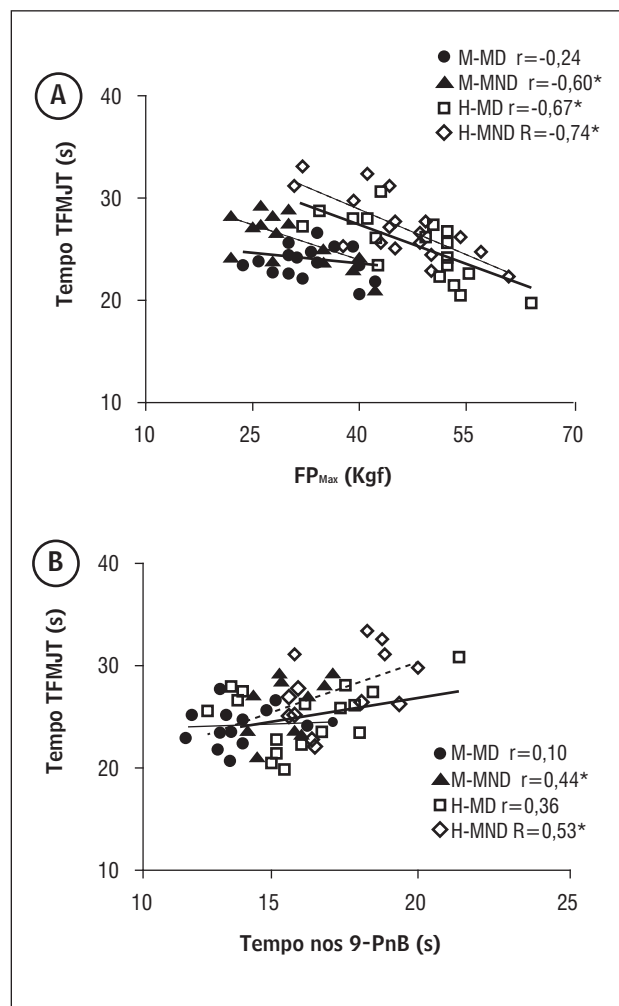 A
M-MD r=-0,24
M-MND r=-0,60*
H-MD r=-0,67*
H-MND R=-0,74*
Tempo TFMJT (s)
40
30
20
10
10 25 40 55 70
FPMax (Kgf)
B
Tempo TFMJT (s)
40
30
20
10
M-MD r=0,10
M-MND r=0,44*
H-MD r=0,36
H-MND R=0,53*
10 15 20 25
Tempo nos 9-PnB (s)